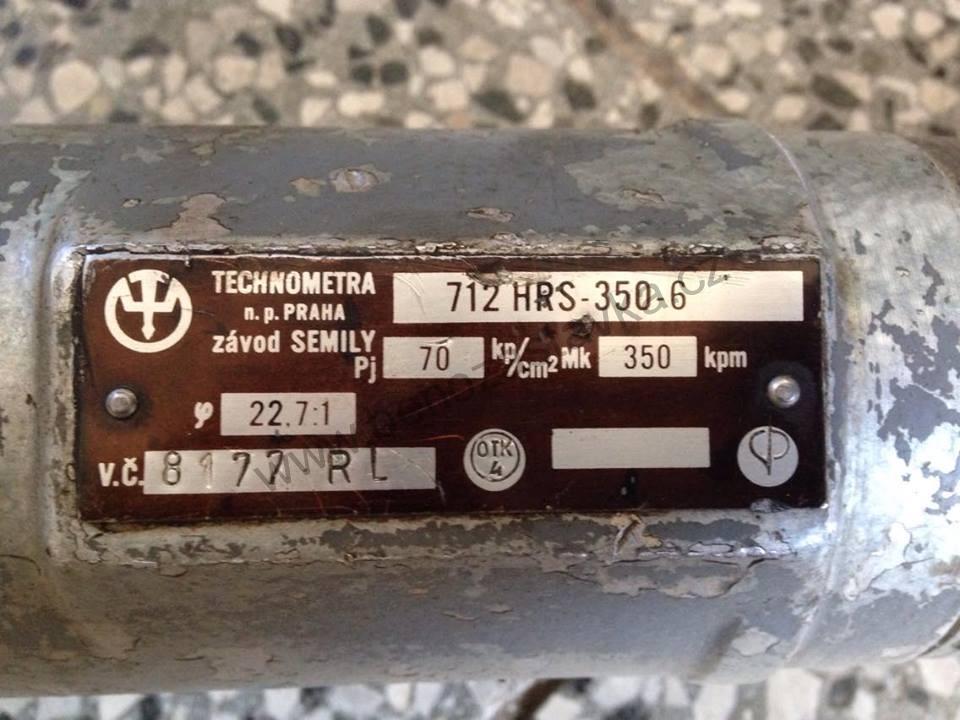 TECHNOMETRA
n.p. PRAHA
závod SEMILY
712 HRS-350-6
Pj 70 kp/cm² Mk 350 kpm
φ 22,7:1
V.Č. 8177 RL
OTK
4